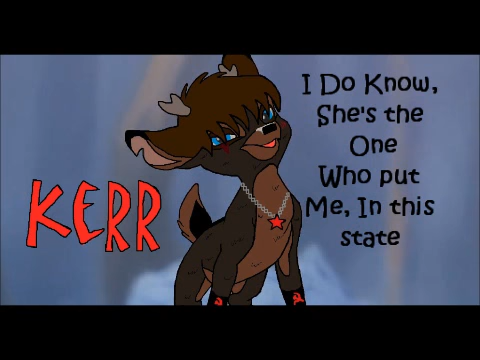 KERR
I Do Know,
She's the
One
Who put
Me, In this
state